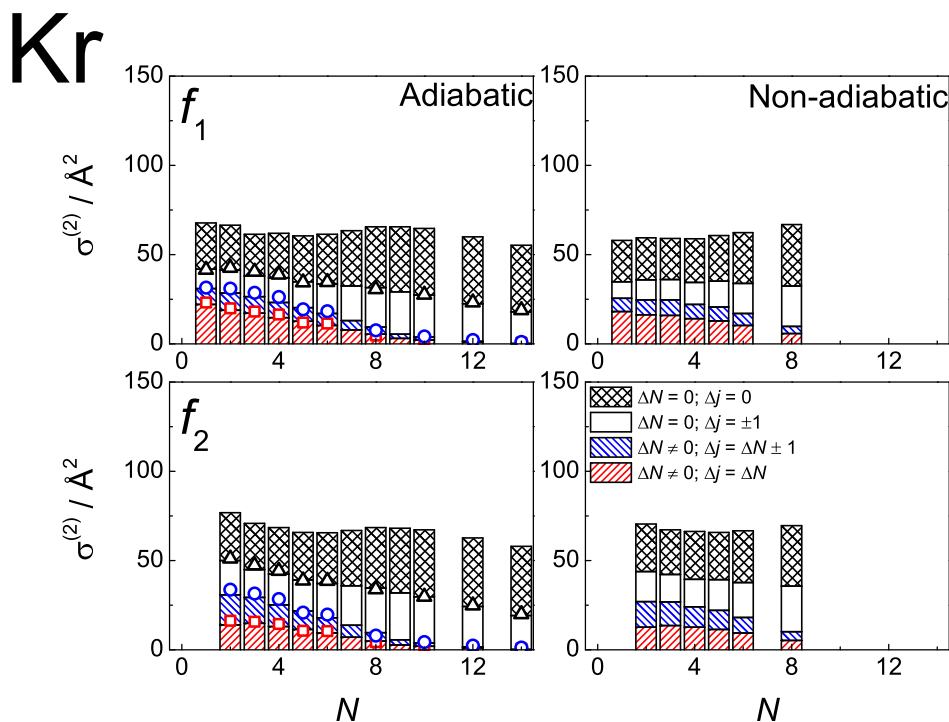 Kr
150
100
50
0
σ(2) / Å2
f1
Adiabatic
0 4 8 12
N
150
100
50
0
Non-adiabatic
0 4 8 12
N
150
100
50
0
σ(2) / Å2
f2
0 4 8 12
N
150
100
50
0
ΔN = 0; Δj = 0
ΔN = 0; Δj = ±1
ΔN ≠ 0; Δj = ΔN ± 1
ΔN ≠ 0; Δj = ΔN
0 4 8 12
N